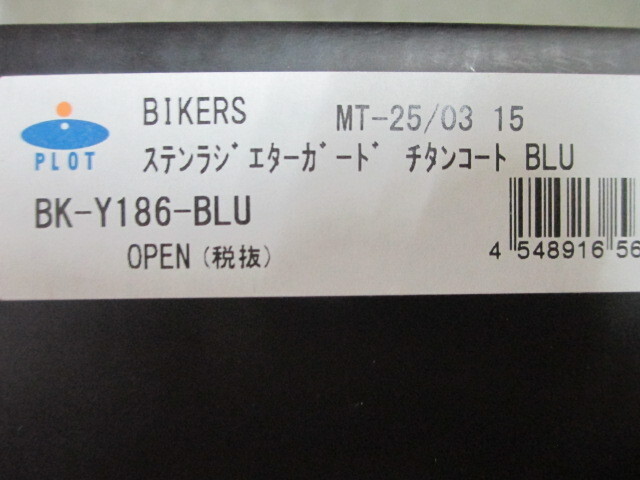 BIKERS MT-25/03 15
PLOT
ステンラジエターガード チタンコート BLU
BK-Y186-BLU
OPEN (税抜)
4 548916 56